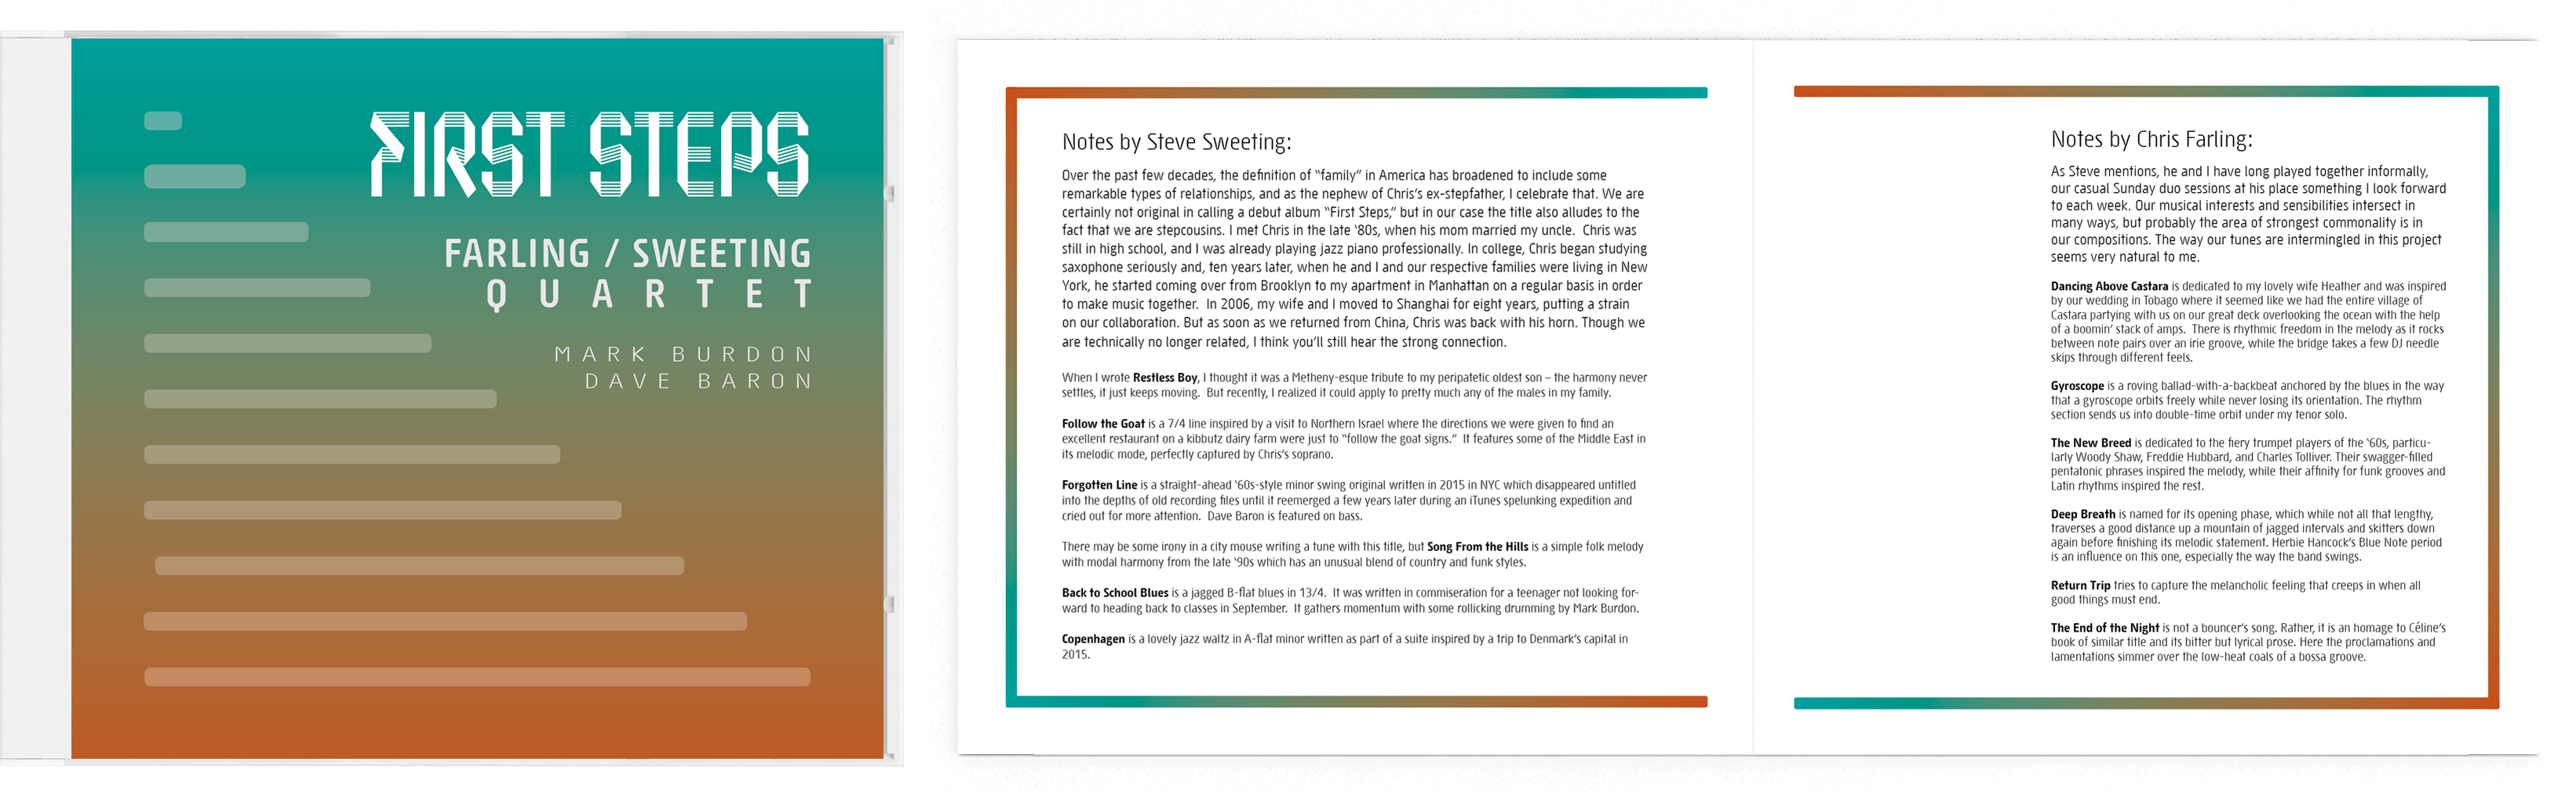 FIRST STEPS
FARLING / SWEETING
QUARTET
MARK BURDON
DAVE BARON
Notes by Steve Sweeting:
Over the past few decades, the definition of “family” in America has broadened to include some
remarkable types of relationships, and as the nephew of Chris’s ex-stepfather, I celebrate that. We are
certainly not original in calling a debut album “First Steps,” but in our case the title also alludes to the
fact that we are stepcousins. I met Chris in the late ‘80s, when his mom married my uncle.  Chris was
still in high school, and I was already playing jazz piano professionally. In college, Chris began studying
saxophone seriously and, ten years later, when he and I and our respective families were living in New
York, he started coming over from Brooklyn to my apartment in Manhattan on a regular basis in order
to make music together.  In 2006, my wife and I moved to Shanghai for eight years, putting a strain
on our collaboration. But as soon as we returned from China, Chris was back with his horn. Though we
are technically no longer related, I think you’ll still hear the strong connection.
When I wrote Restless Boy, I thought it was a Metheny-esque tribute to my peripatetic oldest son – the harmony never
settles, it just keeps moving.  But recently, I realized it could apply to pretty much any of the males in my family.
Follow the Goat is a 7/4 line inspired by a visit to Northern Israel where the directions we were given to find an
excellent restaurant on a kibbutz dairy farm were just to “follow the goat signs.”  It features some of the Middle East in
its melodic mode, perfectly captured by Chris’s soprano.
Forgotten Line is a straight-ahead ‘60s-style minor swing original written in 2015 in NYC which disappeared untitled
into the depths of old recording files until it reemerged a few years later during an iTunes spelunking expedition and
cried out for more attention.  Dave Baron is featured on bass.
There may be some irony in a city mouse writing a tune with this title, but Song From the Hills is a simple folk melody
with modal harmony from the late ‘90s which has an unusual blend of country and funk styles.
Back to School Blues is a jagged B-flat blues in 13/4.  It was written in commiseration for a teenager not looking for-
ward to heading back to classes in September.  It gathers momentum with some rollicking drumming by Mark Burdon.
Copenhagen is a lovely jazz waltz in A-flat minor written as part of a suite inspired by a trip to Denmark’s capital in
2015.
Notes by Chris Farling:
As Steve mentions, he and I have long played together informally,
our casual Sunday duo sessions at his place something I look forward
to each week. Our musical interests and sensibilities intersect in
many ways, but probably the area of strongest commonality is in
our compositions. The way our tunes are intermingled in this project
seems very natural to me.
Dancing Above Castara is dedicated to my lovely wife Heather and was inspired
by our wedding in Tobago where it seemed like we had the entire village of
Castara partying with us on our great deck overlooking the ocean with the help
of a boomin’ stack of amps.  There is rhythmic freedom in the melody as it rocks
between note pairs over an irie groove, while the bridge takes a few DJ needle
skips through different feels.
Gyroscope is a roving ballad-with-a-backbeat anchored by the blues in the way
that a gyroscope orbits freely while never losing its orientation. The rhythm
section sends us into double-time orbit under my tenor solo.
The New Breed is dedicated to the fiery trumpet players of the ‘60s, particu-
larly Woody Shaw, Freddie Hubbard, and Charles Tolliver. Their swagger-filled
pentatonic phrases inspired the melody, while their affinity for funk grooves and
Latin rhythms inspired the rest.
Deep Breath is named for its opening phase, which while not all that lengthy,
traverses a good distance up a mountain of jagged intervals and skitters down
again before finishing its melodic statement. Herbie Hancock’s Blue Note period
is an influence on this one, especially the way the band swings.
Return Trip tries to capture the melancholic feeling that creeps in when all
good things must end.
The End of the Night is not a bouncer’s song. Rather, it is an homage to Céline’s
book of similar title and its bitter but lyrical prose. Here the proclamations and
lamentations simmer over the low-heat coals of a bossa groove.